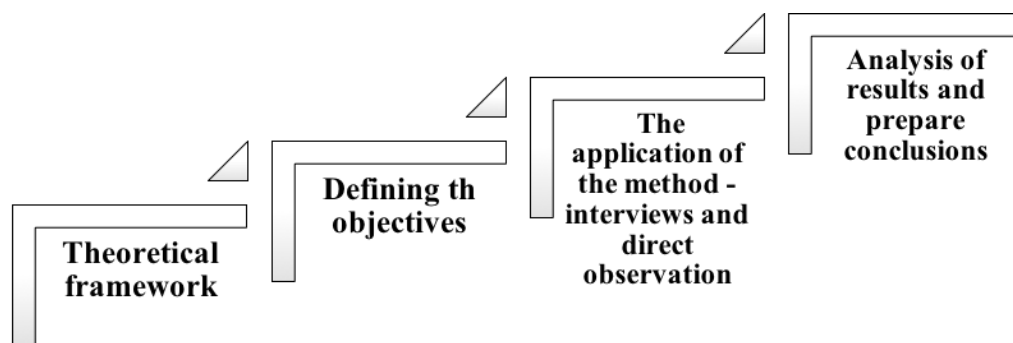 Theoretical
framework
Defining th
objectives
The
application of
the method -
interviews and
direct
observation
Analysis of
results and
prepare
conclusions